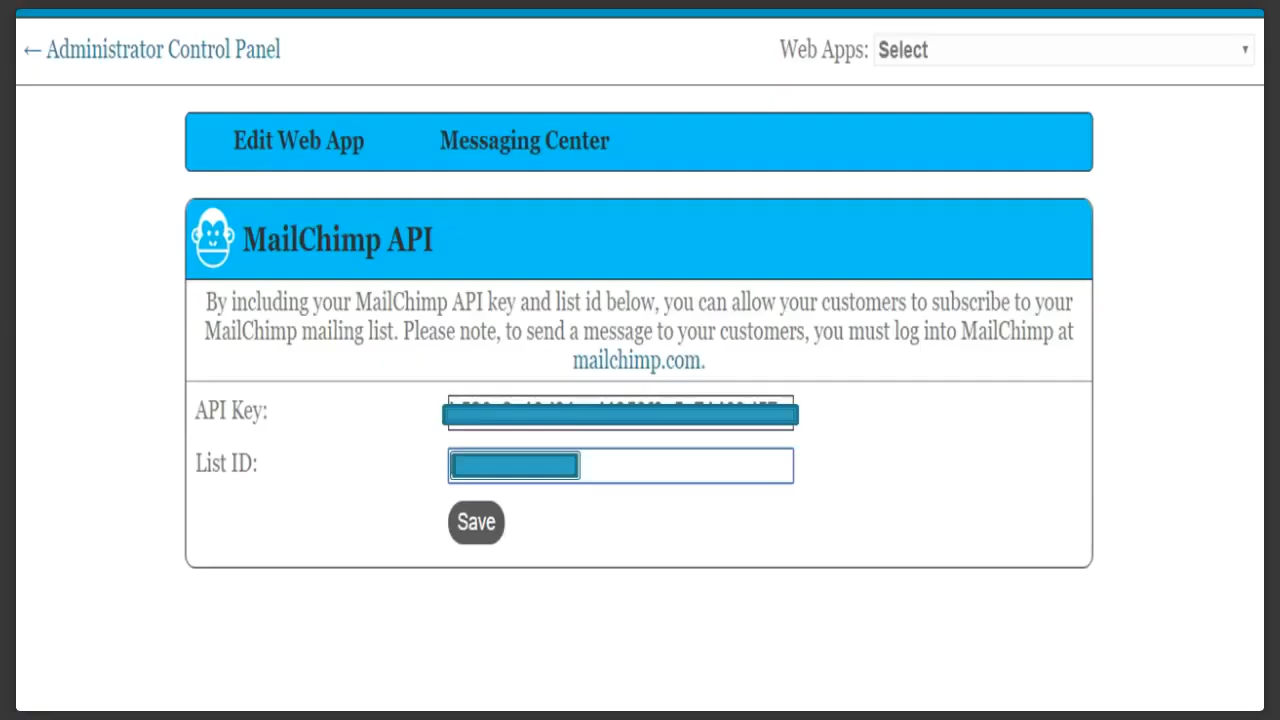 ← Administrator Control Panel
Web Apps: Select
Edit Web App Messaging Center
MailChimp API
By including your MailChimp API key and list id below, you can allow your customers to subscribe to your
MailChimp mailing list. Please note, to send a message to your customers, you must log into MailChimp at
mailchimp.com.
API Key:
List ID:
Save